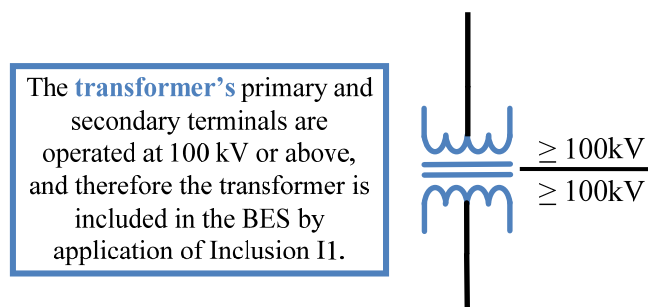 The transformer’s primary and
secondary terminals are
operated at 100 kV or above,
and therefore the transformer is
included in the BES by
application of Inclusion I1.
≥ 100kV
≥ 100kV